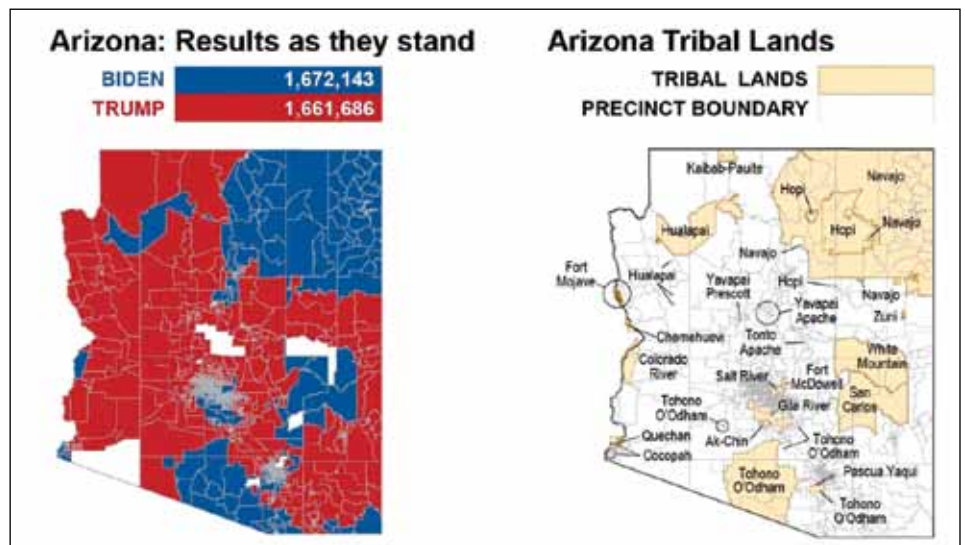 Arizona: Results as they stand
BIDEN 1,672,143
TRUMP 1,661,686
Arizona Tribal Lands
TRIBAL LANDS
PRECINCT BOUNDARY
Kaibab-Paiute
Hopi
Navajo
Hualapai
Hopi
Navajo
Navajo
Fort
Mojave
Hualapai
Yavapai
Prescott
Hopi
Navajo
Yavapai
Apache
Zuni
Chemehuevi
Tonto
Apache
White
Mountain
Colorado
River
Salt River
Fort
McDowell
San
Carlos
Tohono
O'Odham
Gila River
Quechan
Ak-Chin
Tohono
O'Odham
Cocopah
Tohono
O'Odham
Pascua Yaqui
Tohono
O'Odham